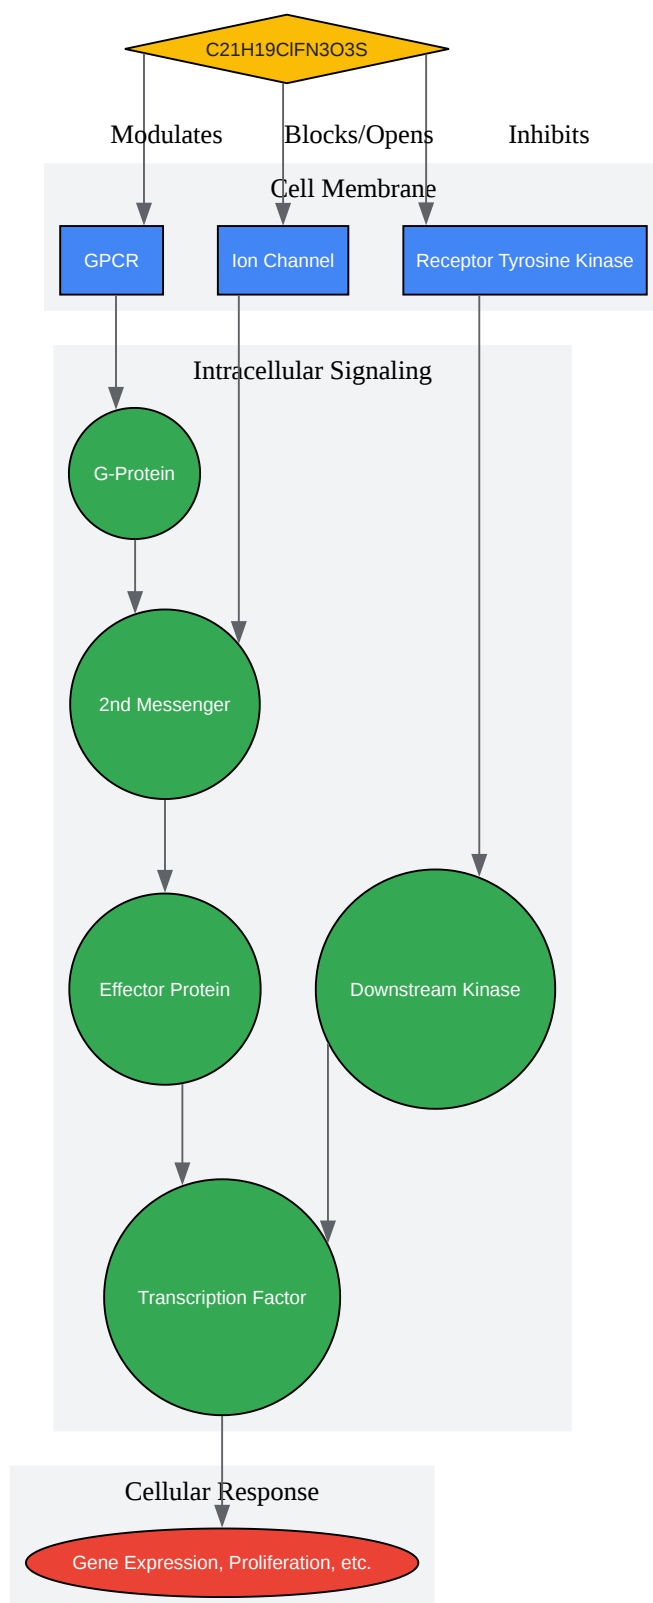 C21H19ClFN3O3S
Modulates
Blocks/Opens
Inhibits
Cell Membrane
GPCR
Ion Channel
Receptor Tyrosine Kinase
Intracellular Signaling
G-Protein
2nd Messenger
Effector Protein
Downstream Kinase
Transcription Factor
Cellular Response
Gene Expression, Proliferation, etc.